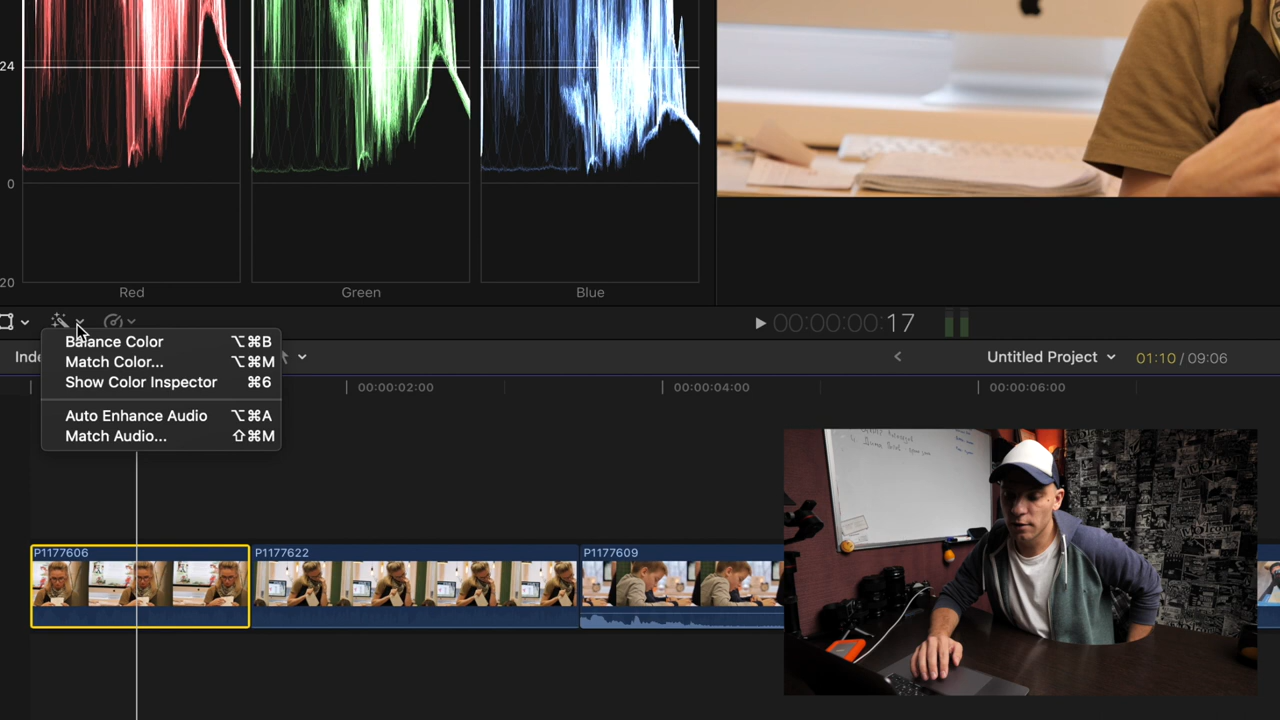 24
0
20
Red Green Blue
00:00:00:17
Balance Color ⌥⌘B
Match Color... ⌥⌘M
Show Color Inspector ⌘6
Auto Enhance Audio ⌥⌘A
Match Audio... ⇧⌘M
Inde
Untitled Project 01:10 / 09:06
00:00:02:00 00:00:04:00 00:00:06:00
P1177606 P1177622 P1177609